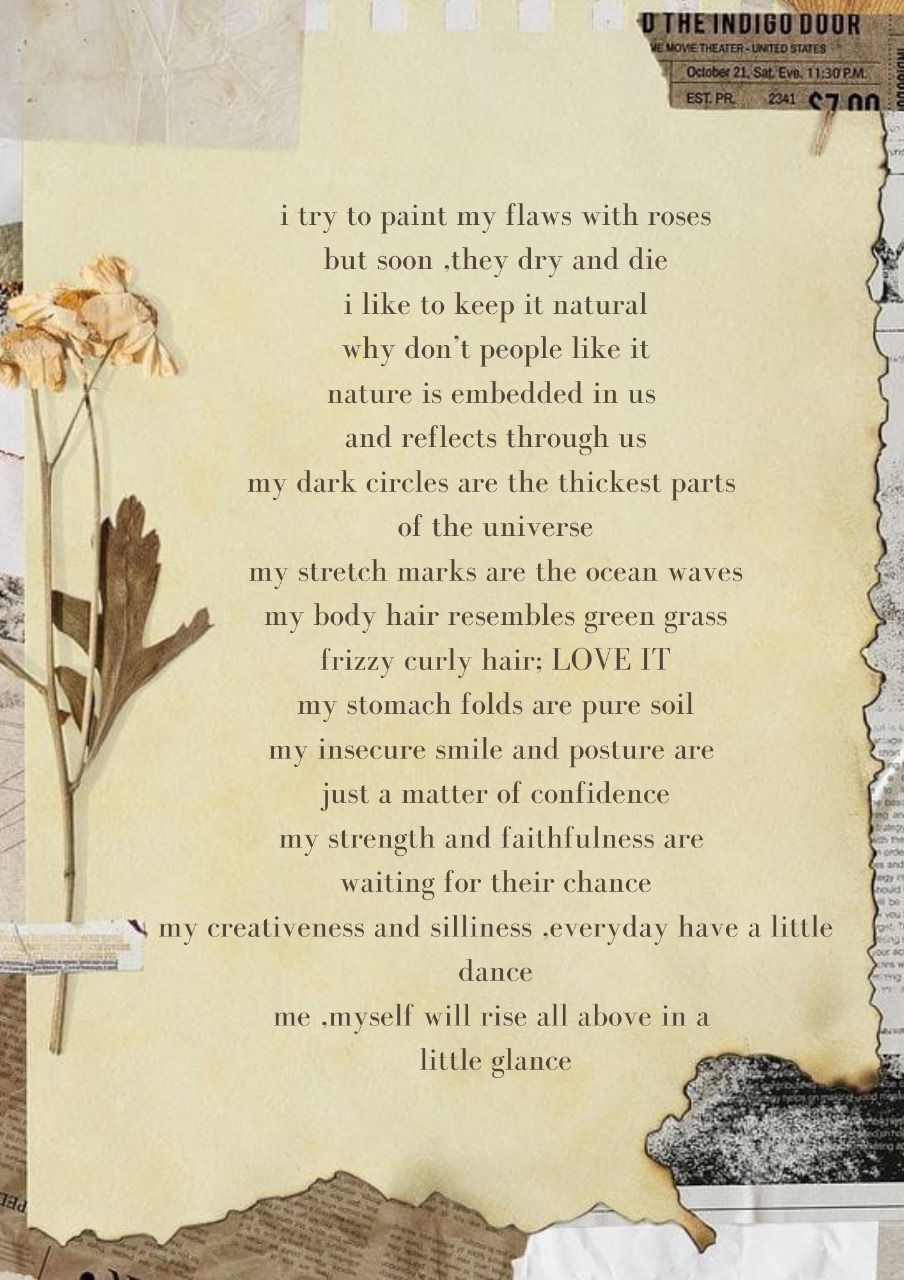 D THE INDIGO DOOR
ME MOVIE THEATER - UNITED STATES
October 21, Sat. Eve. 11:30 P.M.
EST. PR. 2341 $7.00
i try to paint my flaws with roses
but soon ,they dry and die
i like to keep it natural
why don’t people like it
nature is embedded in us
and reflects through us
my dark circles are the thickest parts
of the universe
my stretch marks are the ocean waves
my body hair resembles green grass
frizzy curly hair; LOVE IT
my stomach folds are pure soil
my insecure smile and posture are
just a matter of confidence
my strength and faithfulness are
waiting for their chance
my creativeness and silliness ,everyday have a little
dance
me ,myself will rise all above in a
little glance